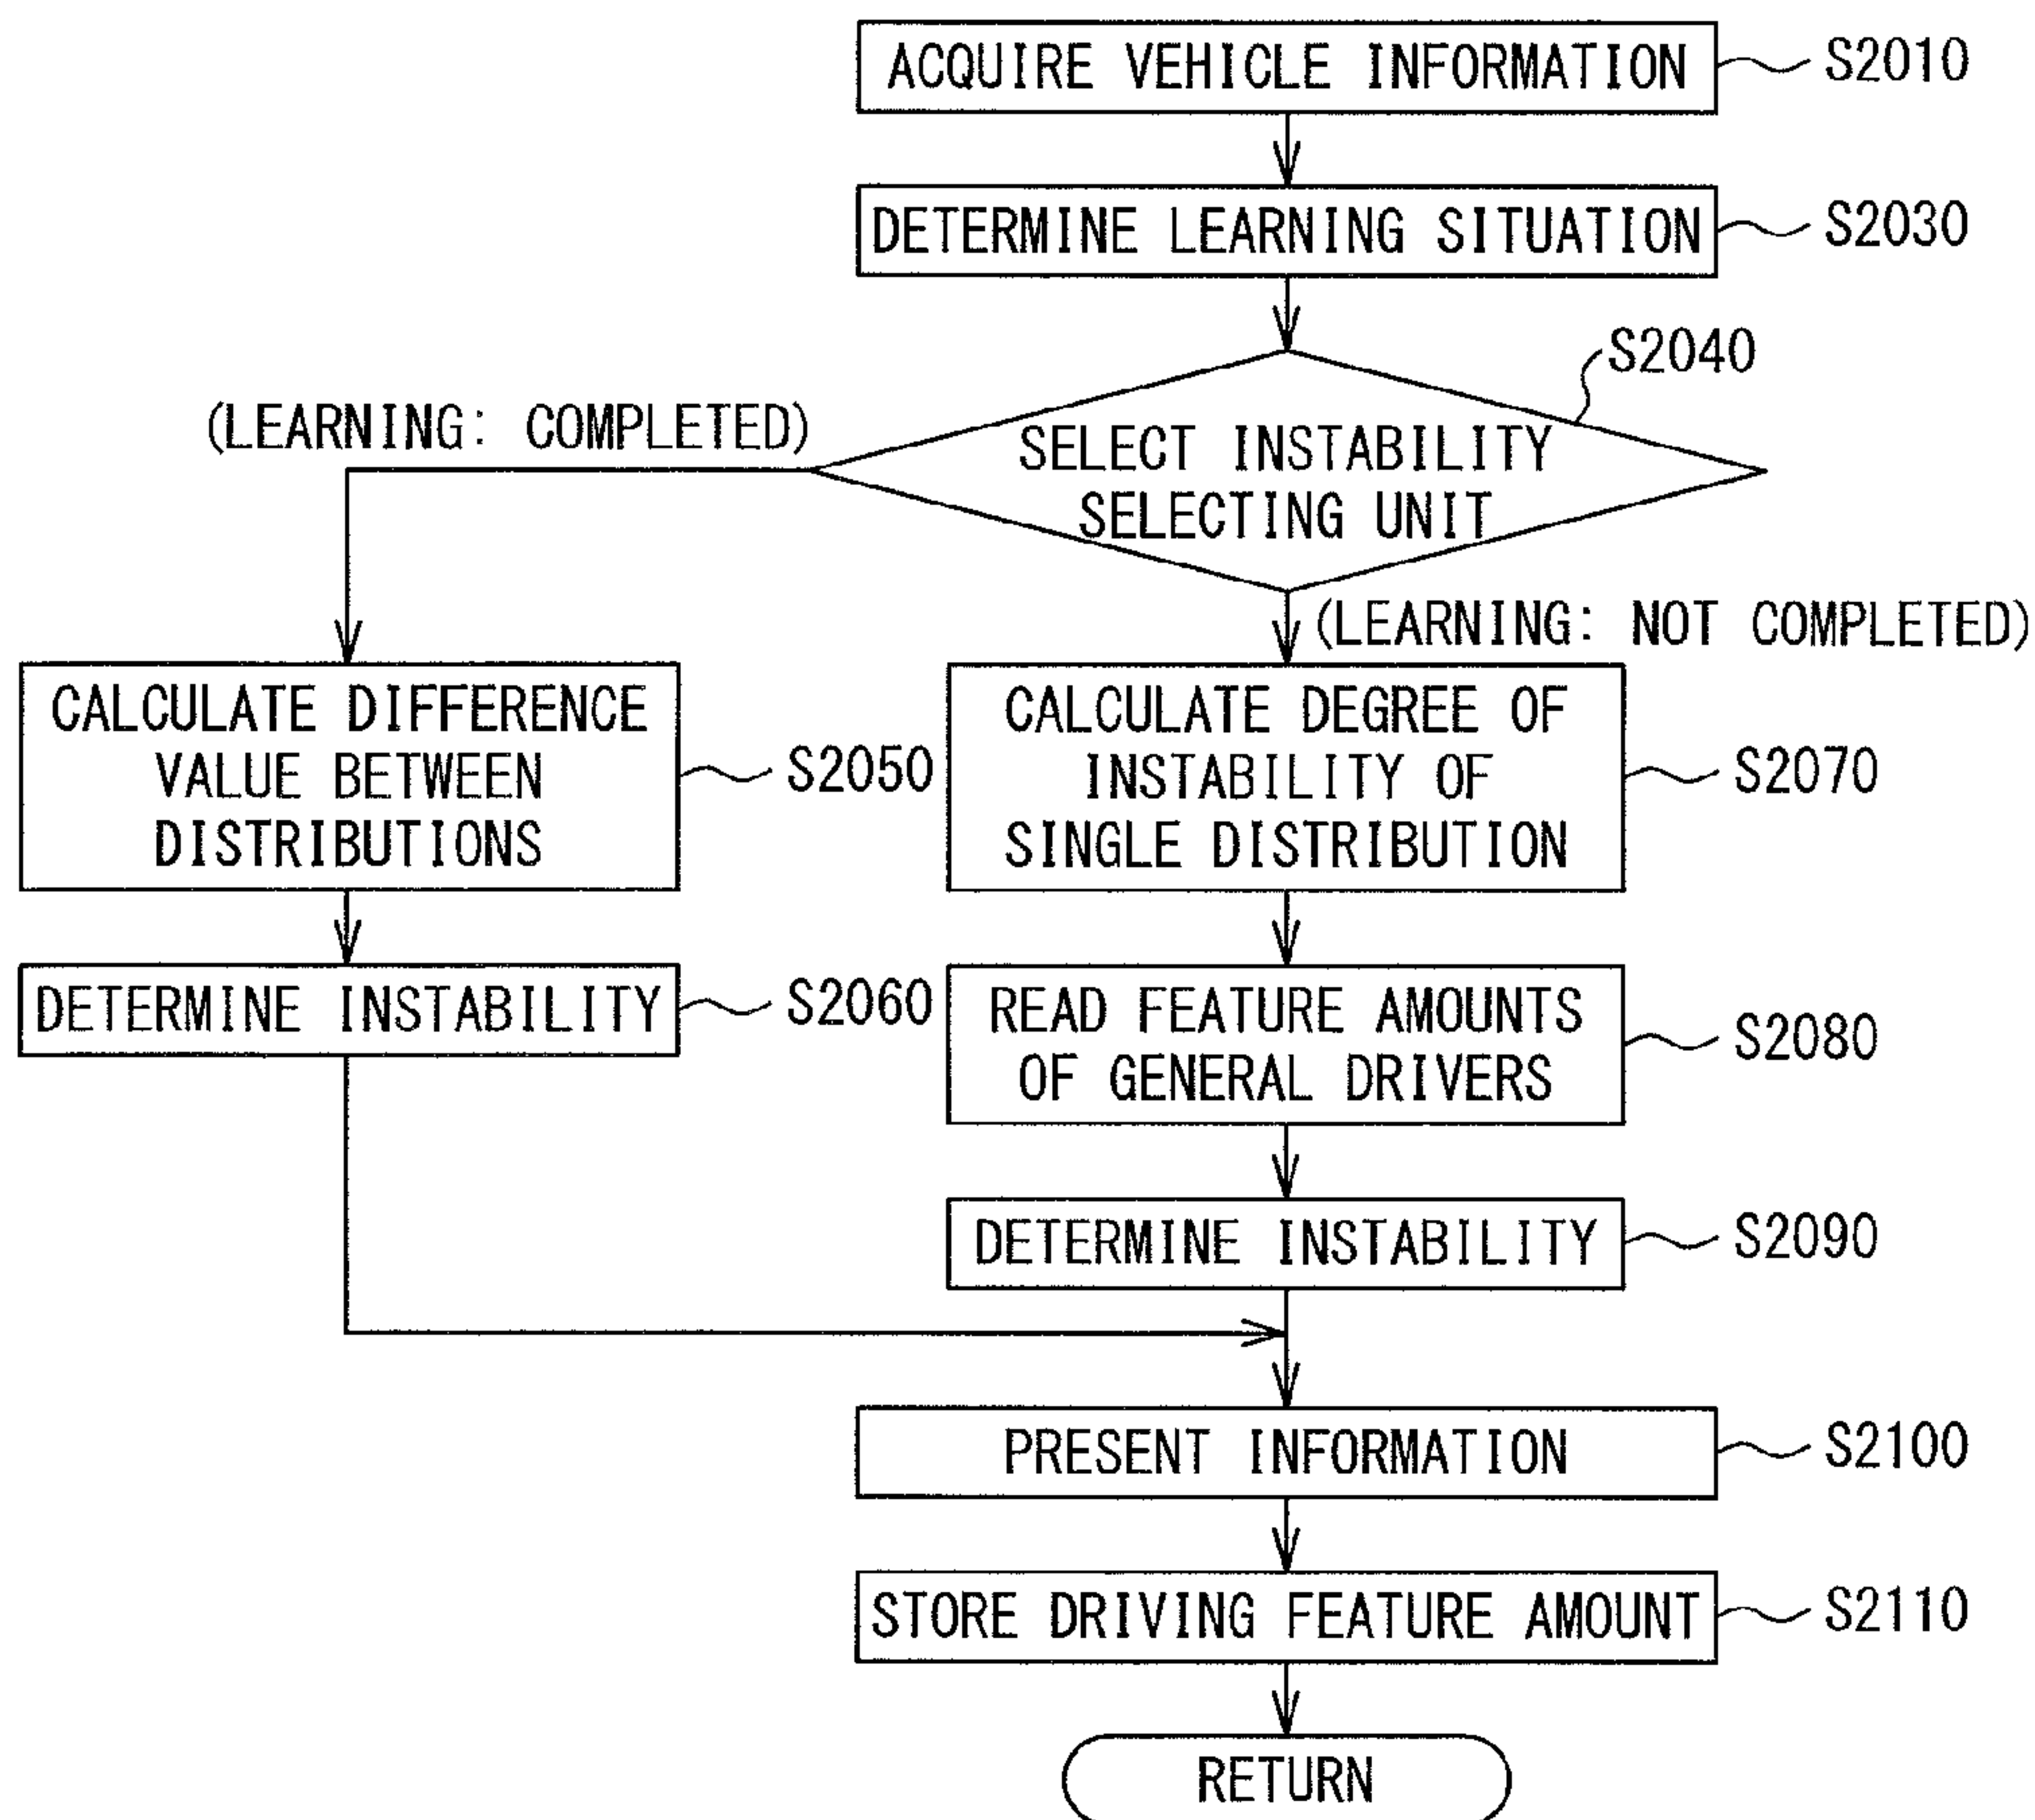 ACQUIRE VEHICLE INFORMATION
S2010
DETERMINE LEARNING SITUATION
S2030
S2040
(LEARNING: COMPLETED)
SELECT INSTABILITY
SELECTING UNIT
(LEARNING: NOT COMPLETED)
CALCULATE DIFFERENCE
VALUE BETWEEN
DISTRIBUTIONS
S2050
CALCULATE DEGREE OF
INSTABILITY OF
SINGLE DISTRIBUTION
S2070
DETERMINE INSTABILITY
S2060
READ FEATURE AMOUNTS
OF GENERAL DRIVERS
S2080
DETERMINE INSTABILITY
S2090
PRESENT INFORMATION
S2100
STORE DRIVING FEATURE AMOUNT
S2110
RETURN